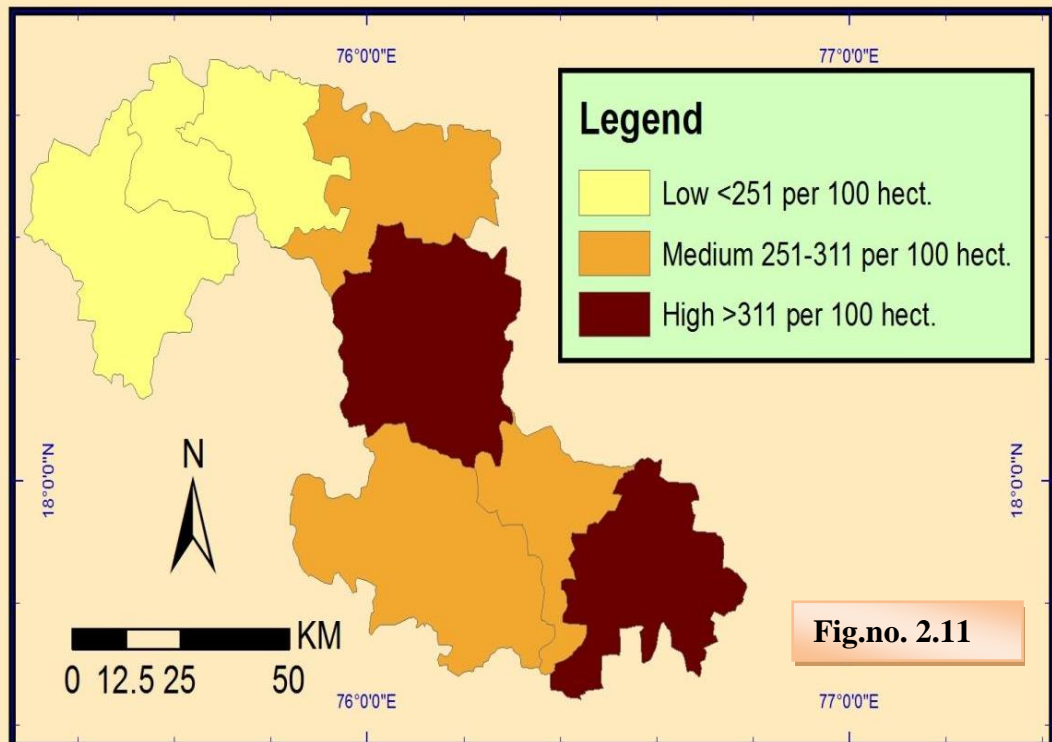 76°0'0"E
77°0'0"E
Legend
Low <251 per 100 hect.
Medium 251-311 per 100 hect.
High >311 per 100 hect.
18°0'0"N
18°0'0"N
N
KM
0 12.5 25 50
Fig.no. 2.11
76°0'0"E
77°0'0"E